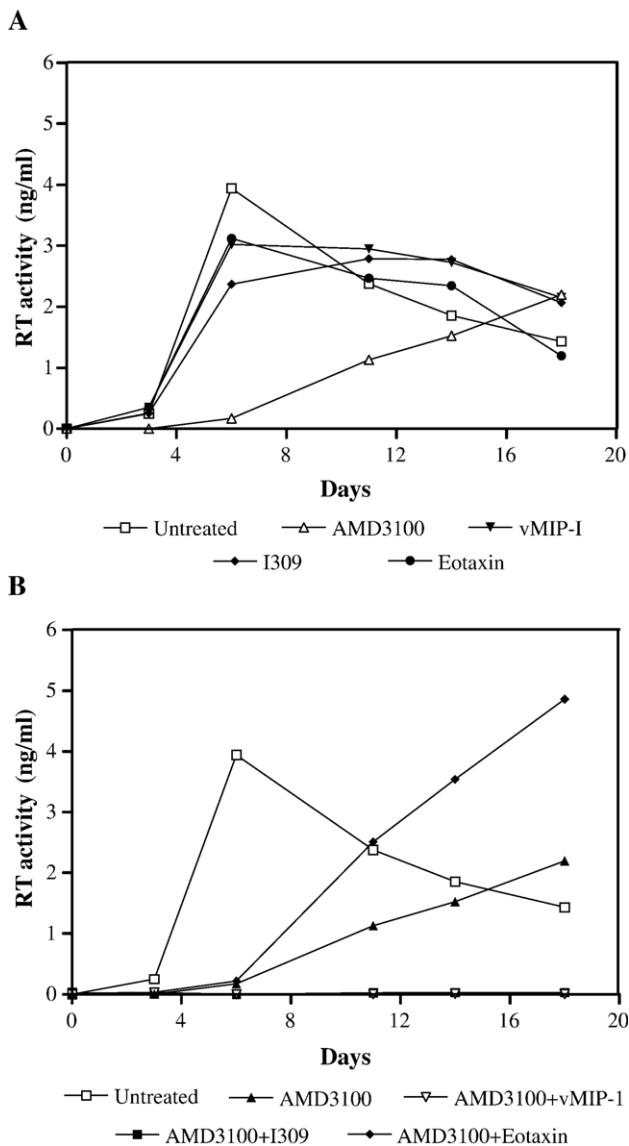 A
6
5
4
3
2
1
0
RT activity (ng/ml)
0 4 8 12 16 20
Days
Untreated AMD3100 vMIP-I
I309 Eotaxin
B
6
5
4
3
2
1
0
RT activity (ng/ml)
0 4 8 12 16 20
Days
Untreated AMD3100 AMD3100+vMIP-1
AMD3100+I309 AMD3100+Eotaxin